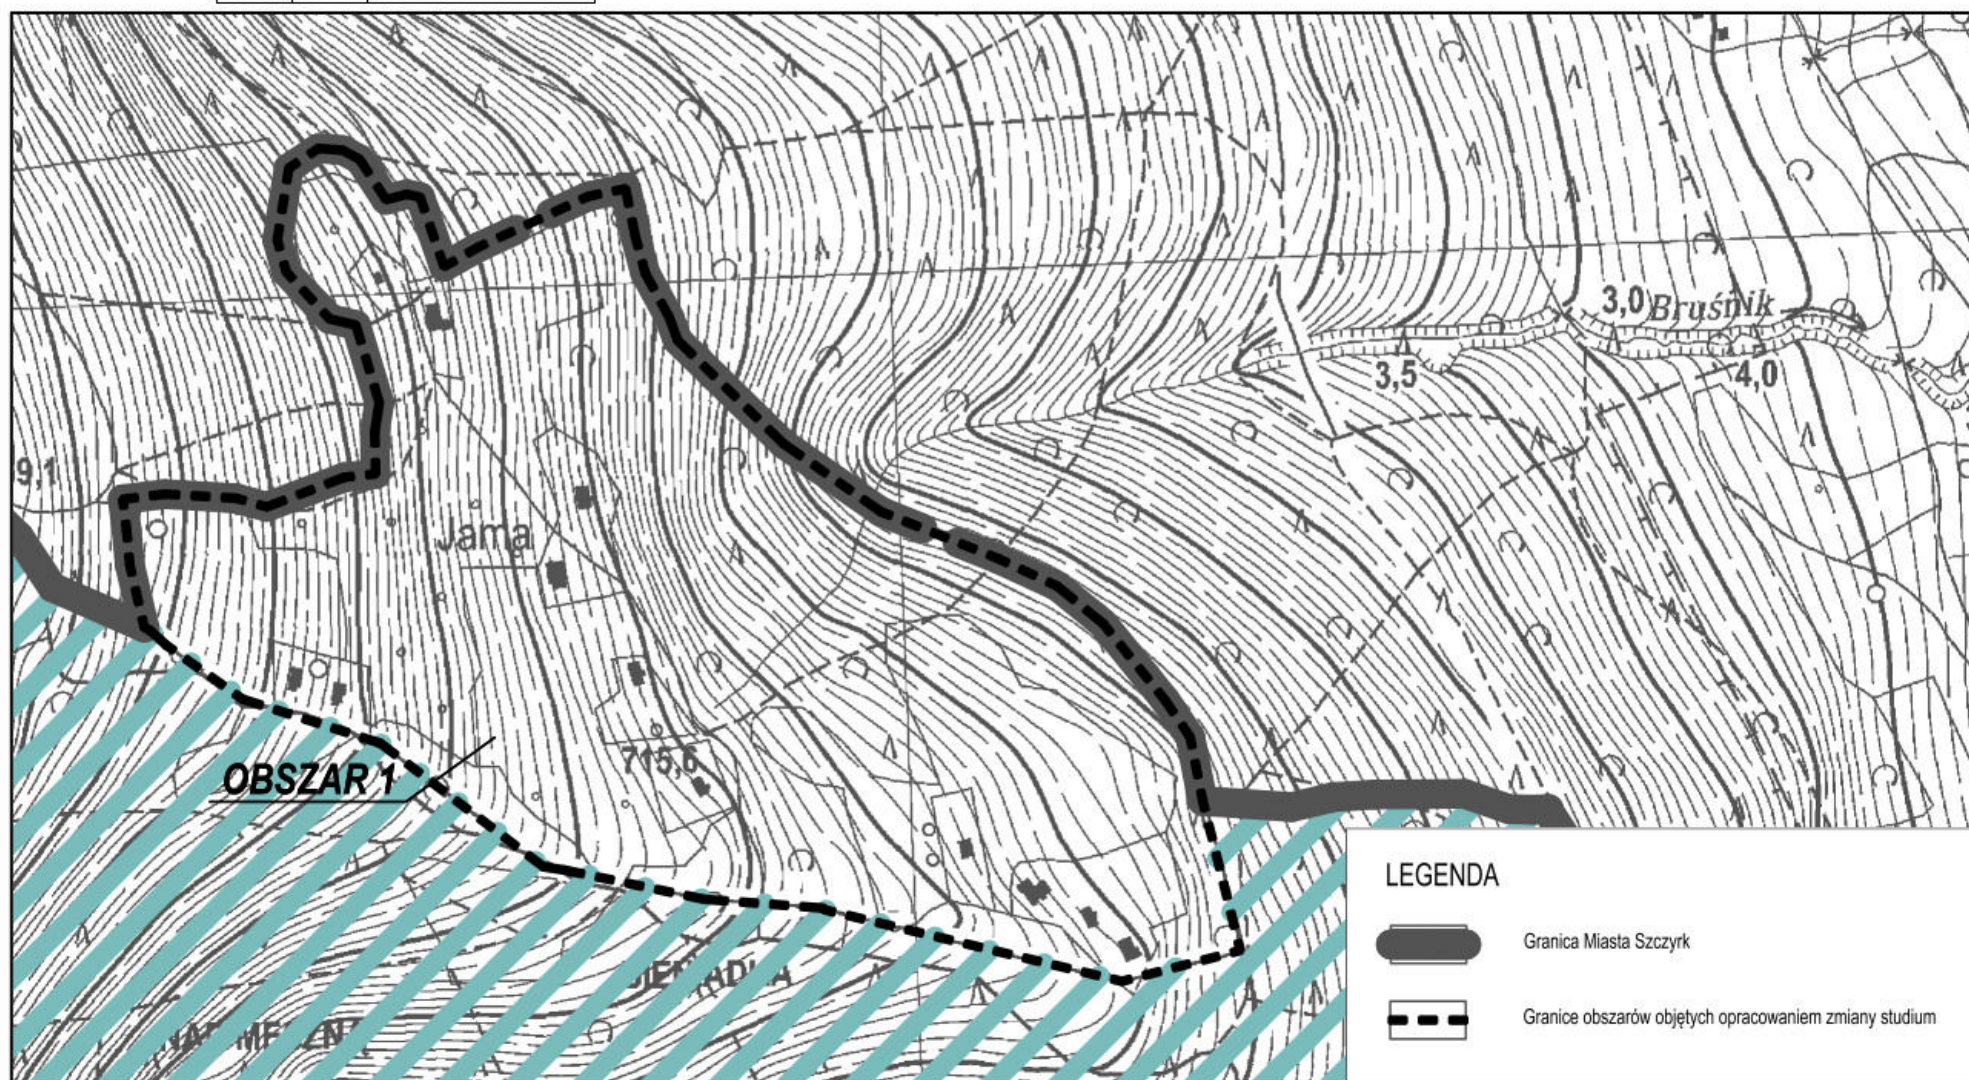 3,0 Bruśnik
3,5
4,0
9,1
Jama
715,6
OBSZAR 1
LEGENDA
Granica Miasta Szczyrk
Granice obszarów objętych opracowaniem zmiany studium